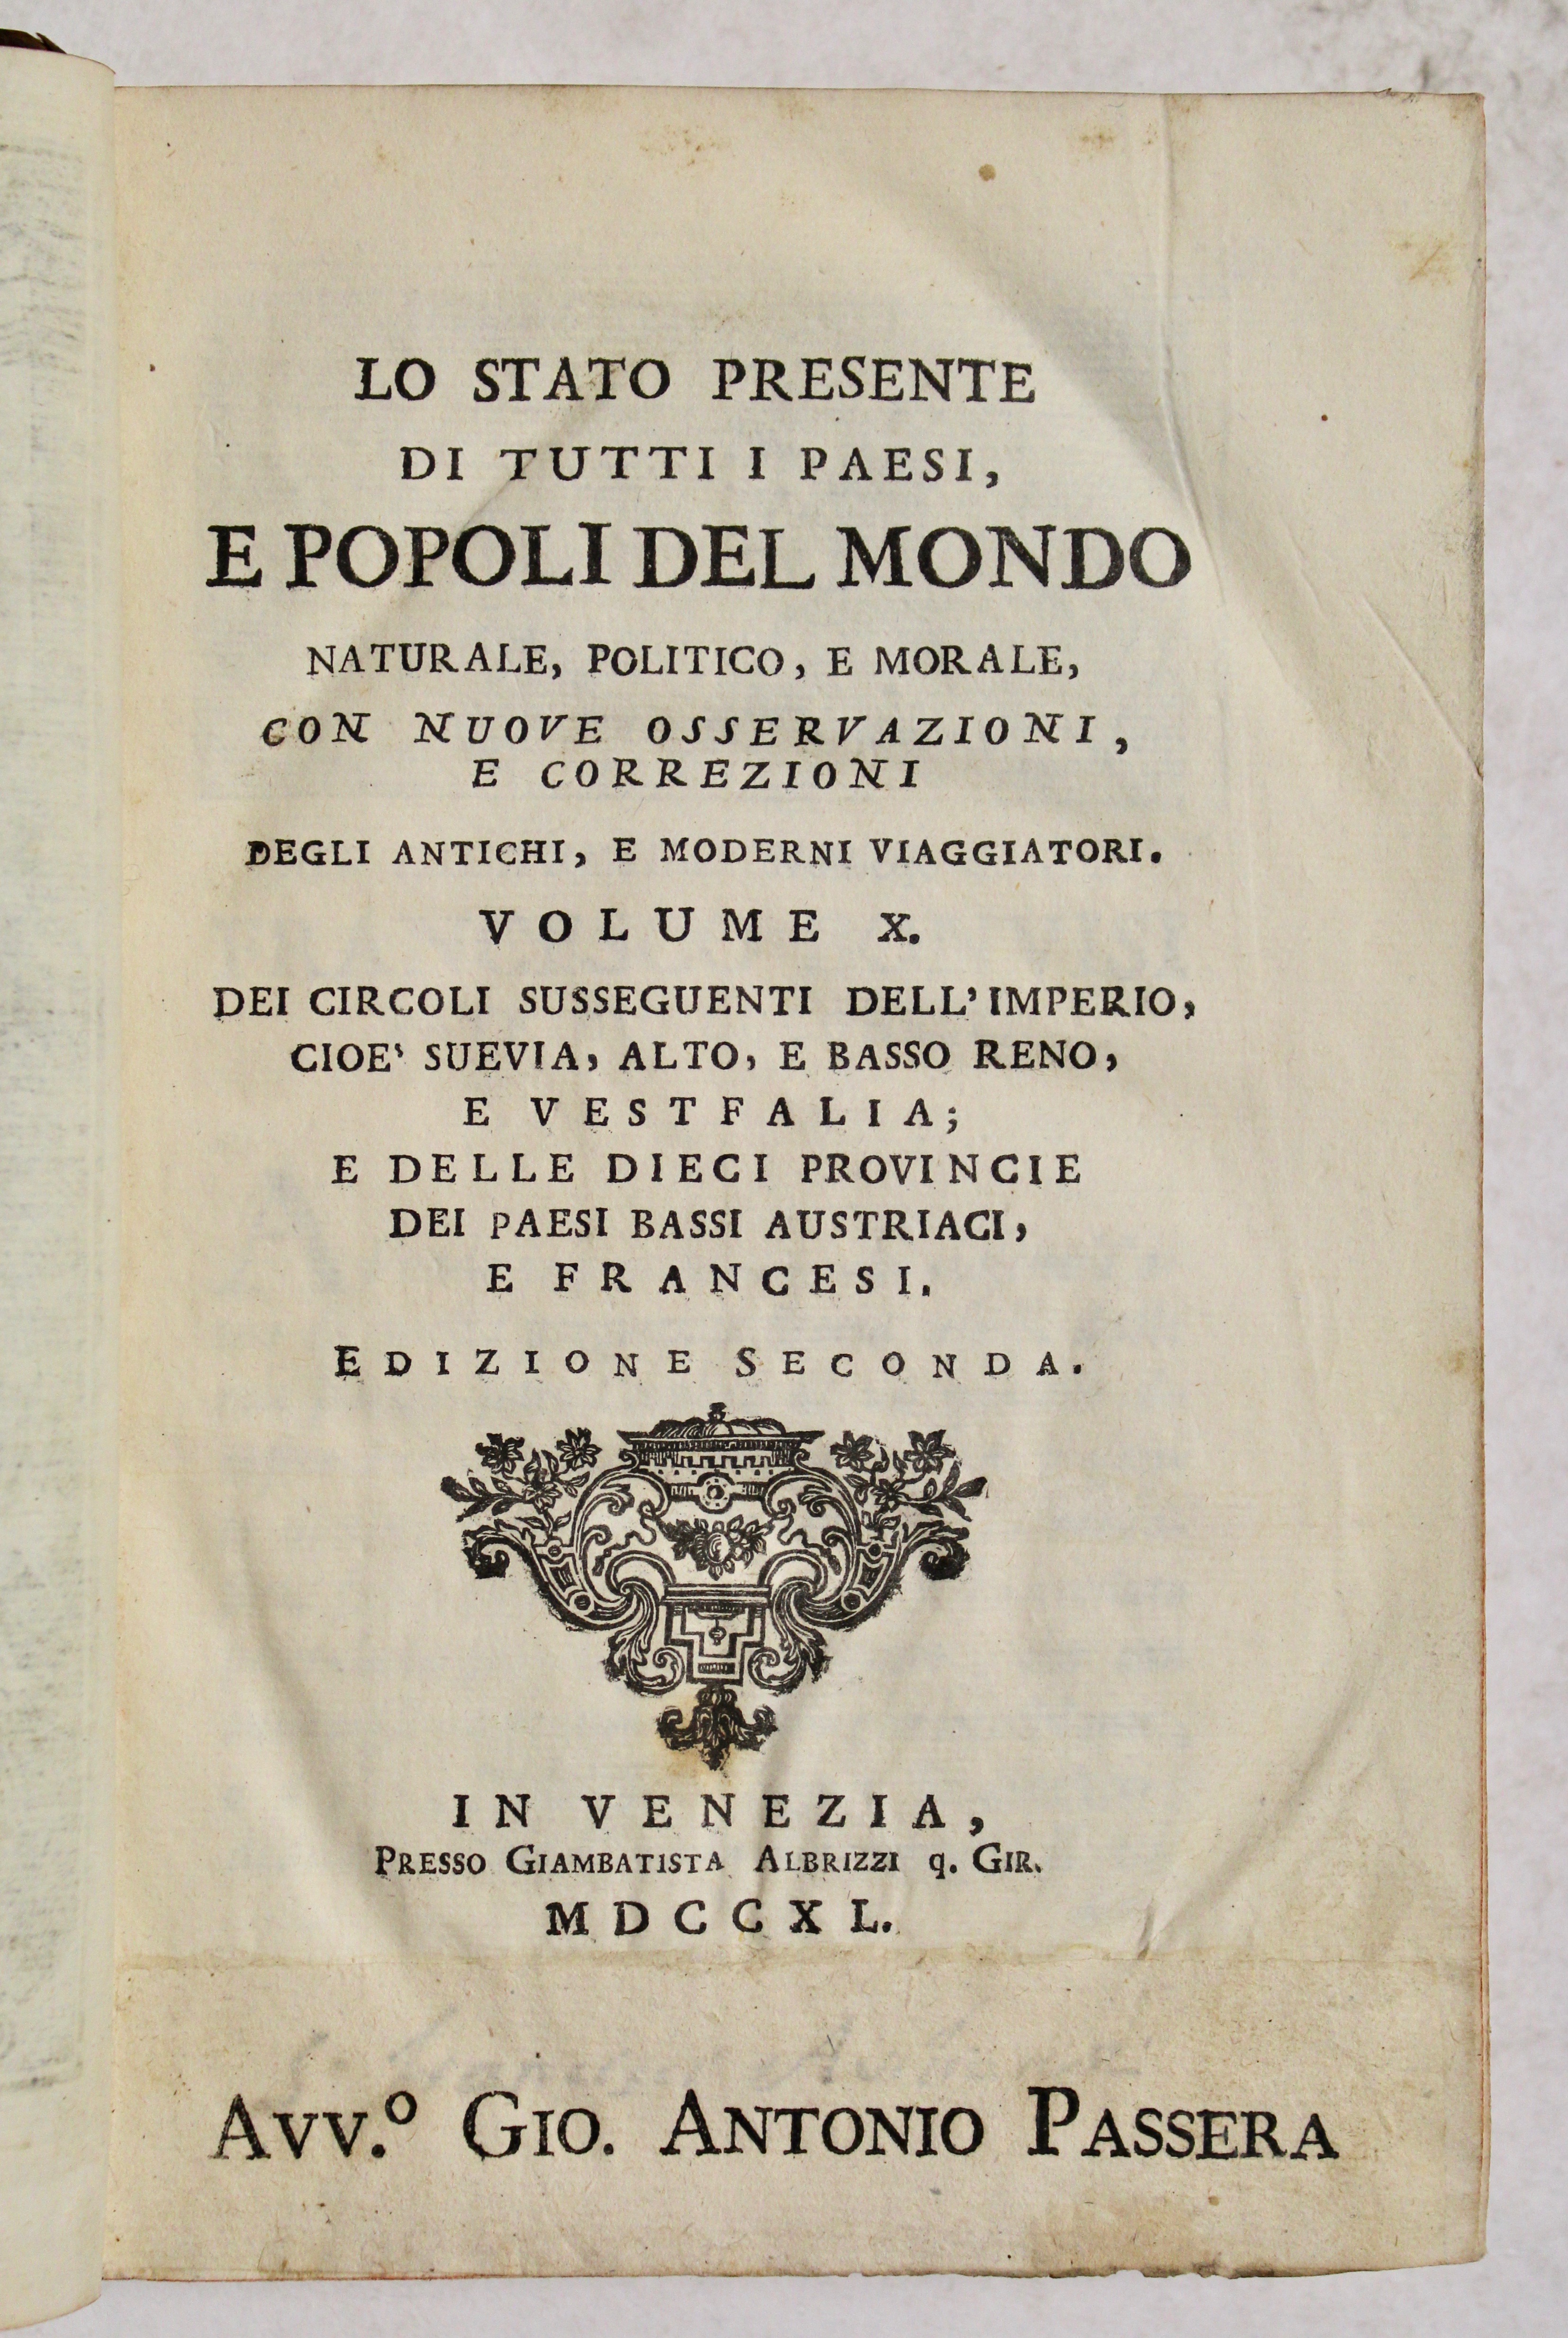 LO STATO PRESENTE
DI TUTTI I PAESI,
E POPOLI DEL MONDO
NATURALE, POLITICO, E MORALE,
CON NUOVE OSSERVAZIONI,
E CORREZIONI
DEGLI ANTICHI, E MODERNI VIAGGIATORI.
VOLUME X.
DEI CIRCOLI SUSSEGUENTI DELL'IMPERIO,
CIOE' SUEVIA, ALTO, E BASSO RENO,
E VESTFALIA;
E DELLE DIECI PROVINCIE
DEI PAESI BASSI AUSTRIACI,
E FRANCESI.
EDIZIONE SECONDA.
IN VENEZIA,
PRESSO GIAMBATISTA ALBRIZZI q. GIR.
MDCCXL.
AVV.º GIO. ANTONIO PASSERA